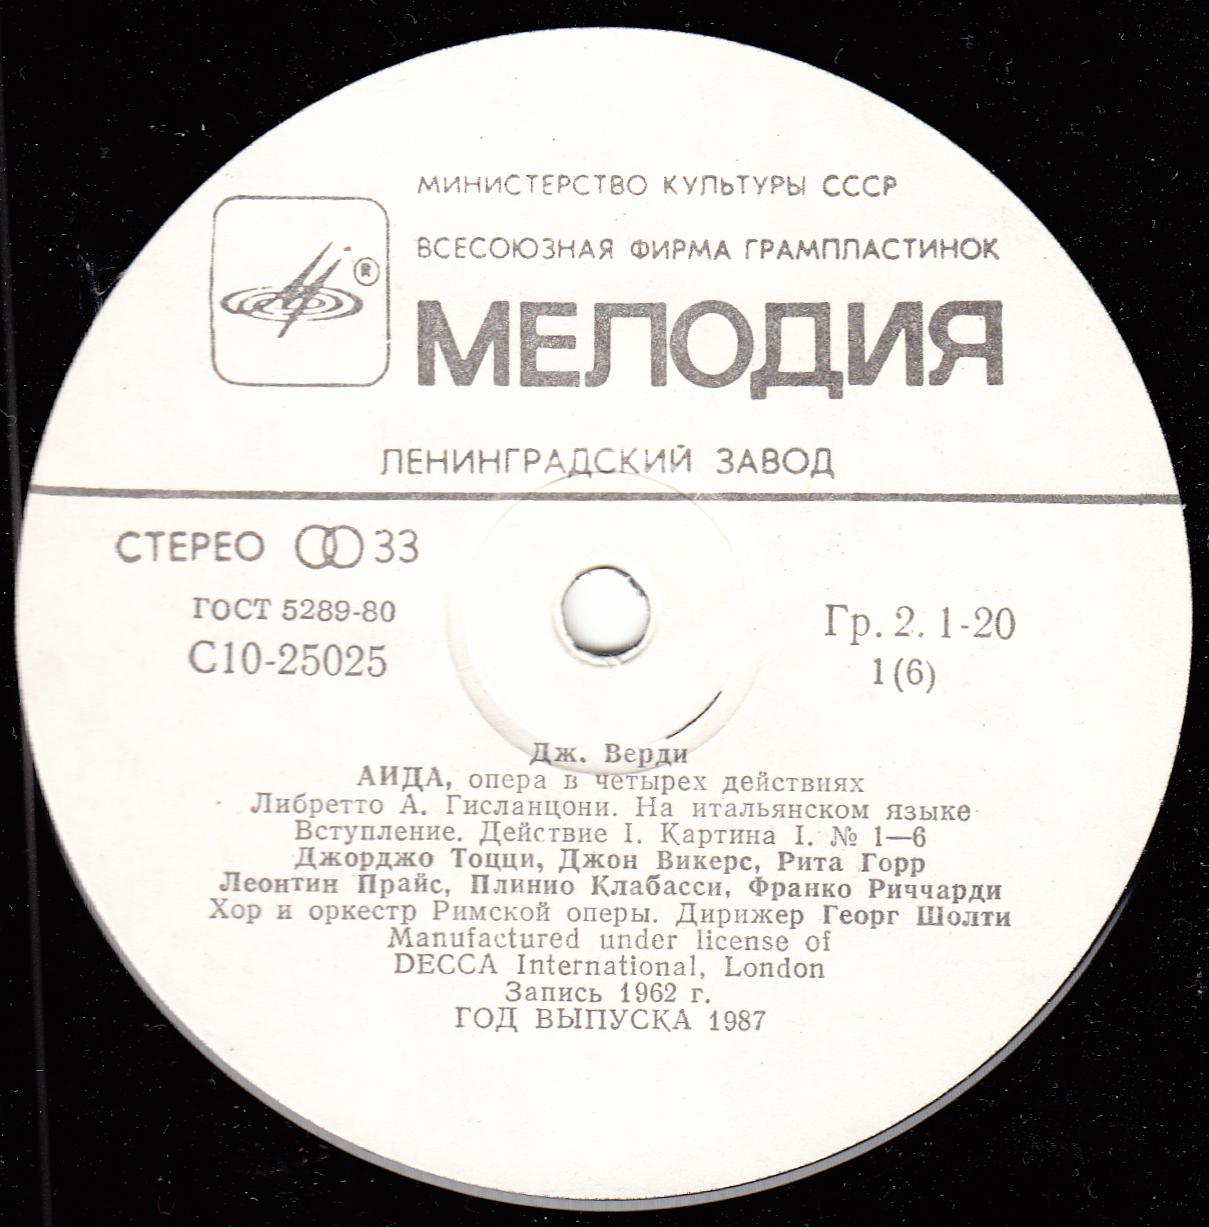 МИНИСТЕРСТВО КУЛЬТУРЫ СССР
ВСЕСОЮЗНАЯ ФИРМА ГРАМПЛАСТИНОК
®
МЕЛОДИЯ
ЛЕНИНГРАДСКИЙ ЗАВОД
СТЕРЕО 33
ГОСТ 5289-80
С10-25025
Гр. 2. 1-20
1(6)
Дж. Верди
АИДА, опера в четырех действиях
Либретто А. Гисланцони. На итальянском языке
Вступление. Действие I. Картина I. № 1—6
Джорджо Тоцци, Джон Викерс, Рита Горр
Леонтин Прайс, Плинио Клабасси, Франко Риччарди
Хор и оркестр Римской оперы. Дирижер Георг Шолти
Manufactured under license of
DECCA International, London
Запись 1962 г.
ГОД ВЫПУСКА 1987